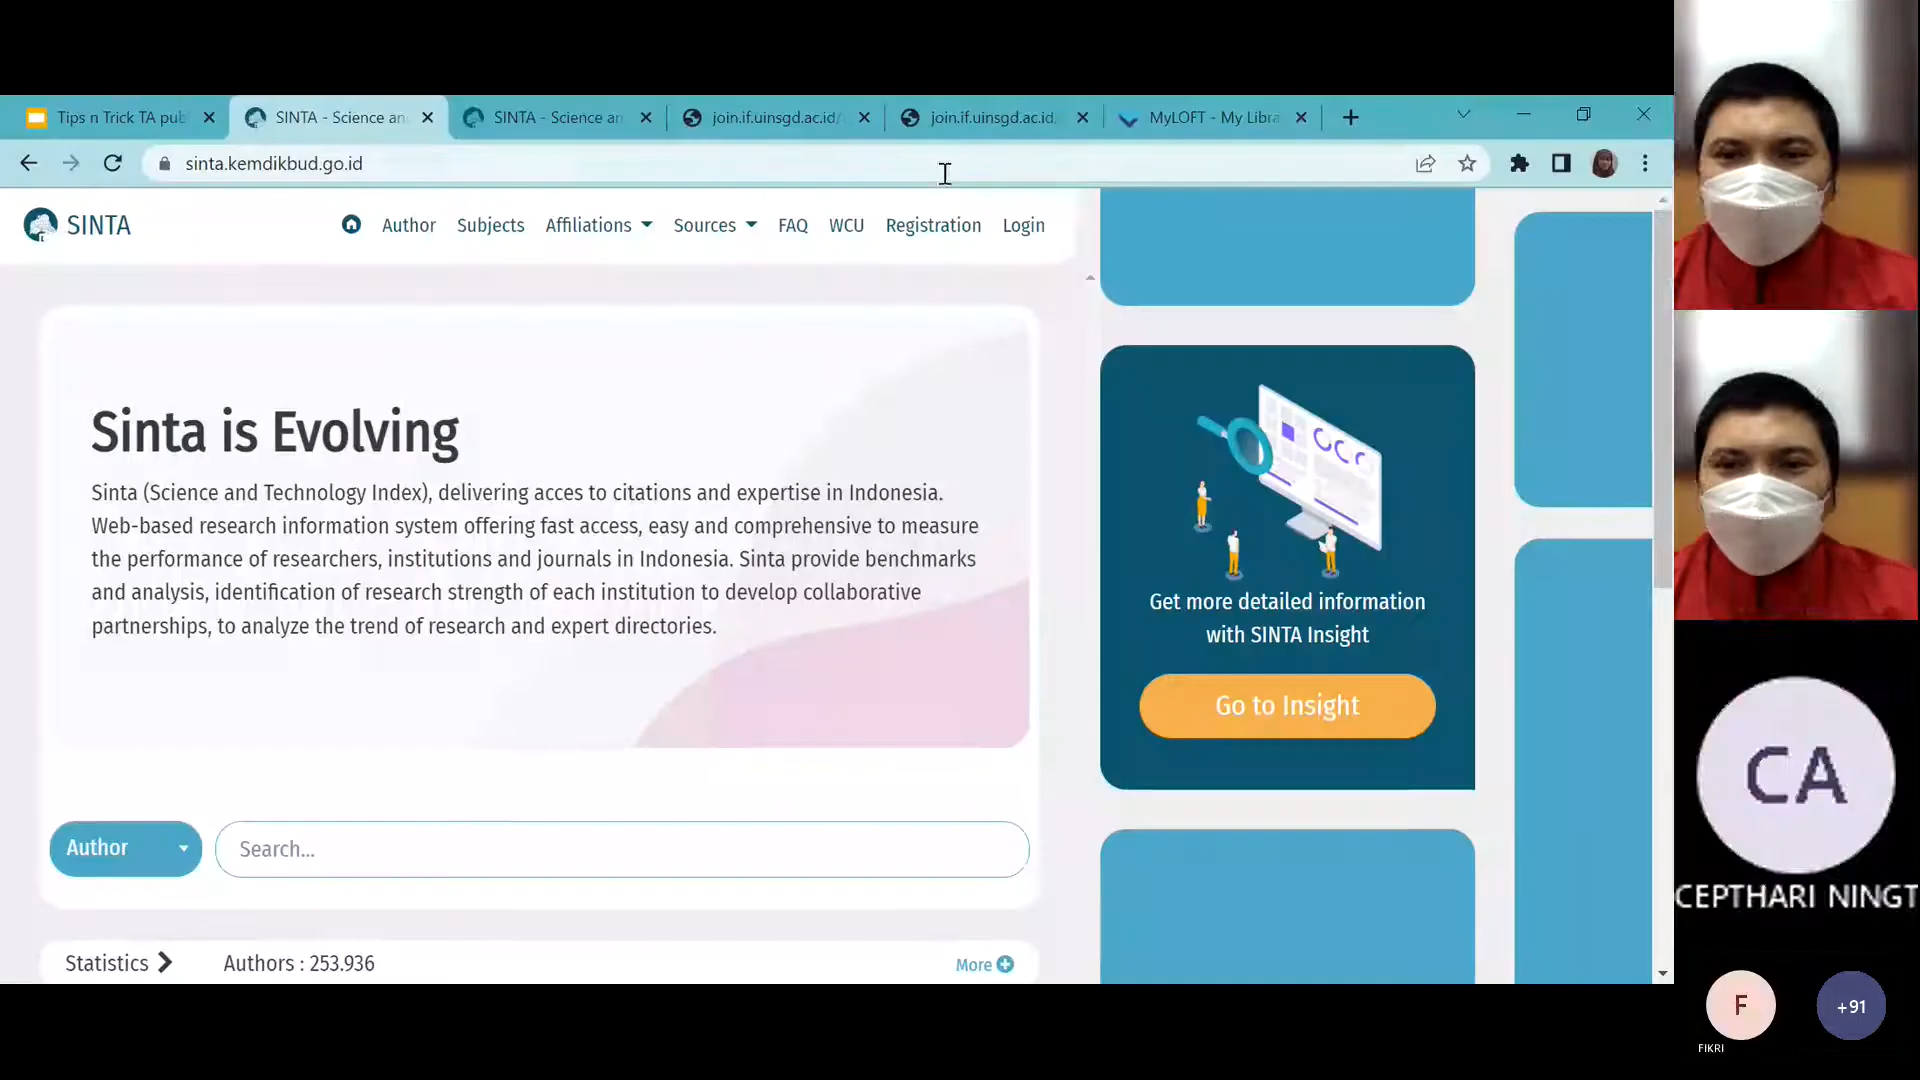 Tips n Trick TA pub
SINTA - Science an
SINTA - Science an
join.if.uinsgd.ac.id/
join.if.uinsgd.ac.id
MyLOFT - My Libra
sinta.kemdikbud.go.id
SINTA
Author
Subjects
Affiliations
Sources
FAQ
WCU
Registration
Login
Sinta is Evolving
Sinta (Science and Technology Index), delivering acces to citations and expertise in Indonesia.
Web-based research information system offering fast access, easy and comprehensive to measure
the performance of researchers, institutions and journals in Indonesia. Sinta provide benchmarks
and analysis, identification of research strength of each institution to develop collaborative
partnerships, to analyze the trend of research and expert directories.
Author
Search...
Statistics
Authors : 253.936
More
Get more detailed information
with SINTA Insight
Go to Insight
CA
CEPTHARI NINGT
F
FIKRI
+91